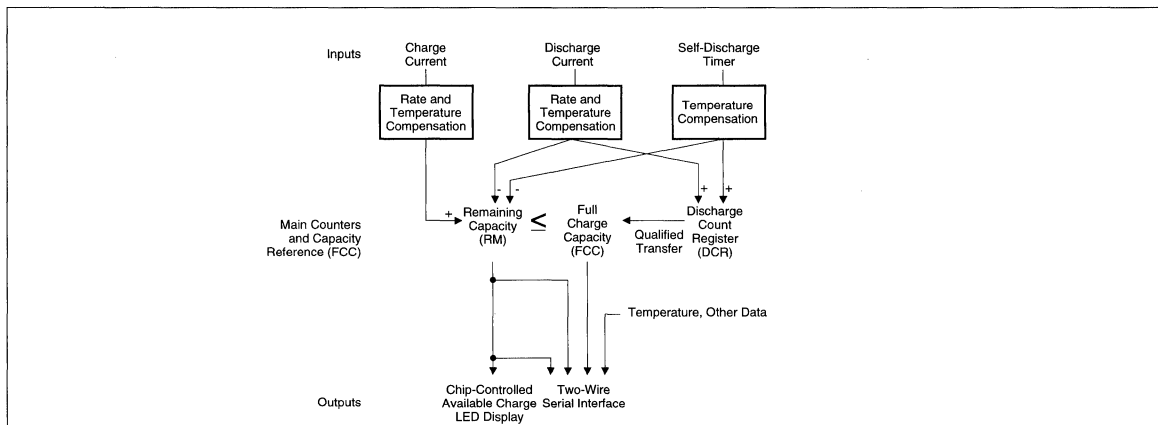 Inputs
Charge
Current
Discharge
Current
Self-Discharge
Timer
Rate and
Temperature
Compensation
Rate and
Temperature
Compensation
Temperature
Compensation
-
-
+
+
+
Main Counters
and Capacity
Reference (FCC)
Remaining
Capacity
(RM)
≤
Full
Charge
Capacity
(FCC)
Qualified
Transfer
Discharge
Count
Register
(DCR)
Temperature, Other Data
Outputs
Chip-Controlled
Available Charge
LED Display
Two-Wire
Serial Interface